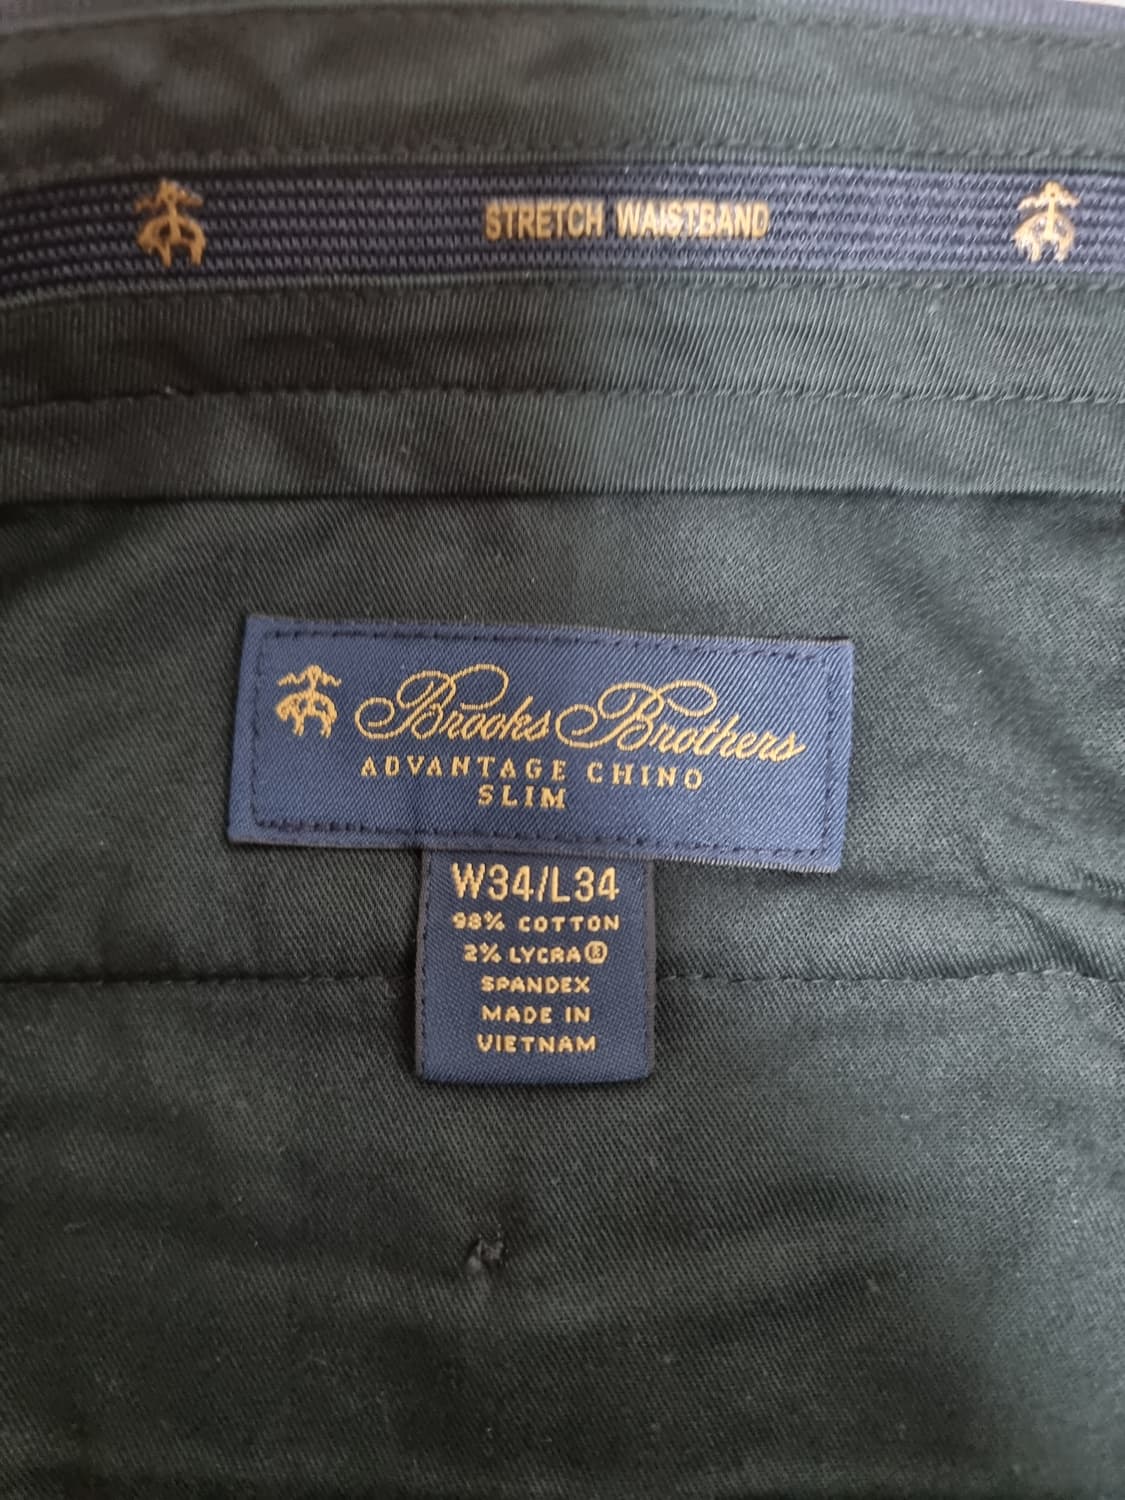 STRETCH WAISTBAND
Brooks Brothers
ADVANTAGE CHINO
SLIM
W34/L34
98% COTTON
2% LYCRA®
SPANDEX
MADE IN
VIETNAM